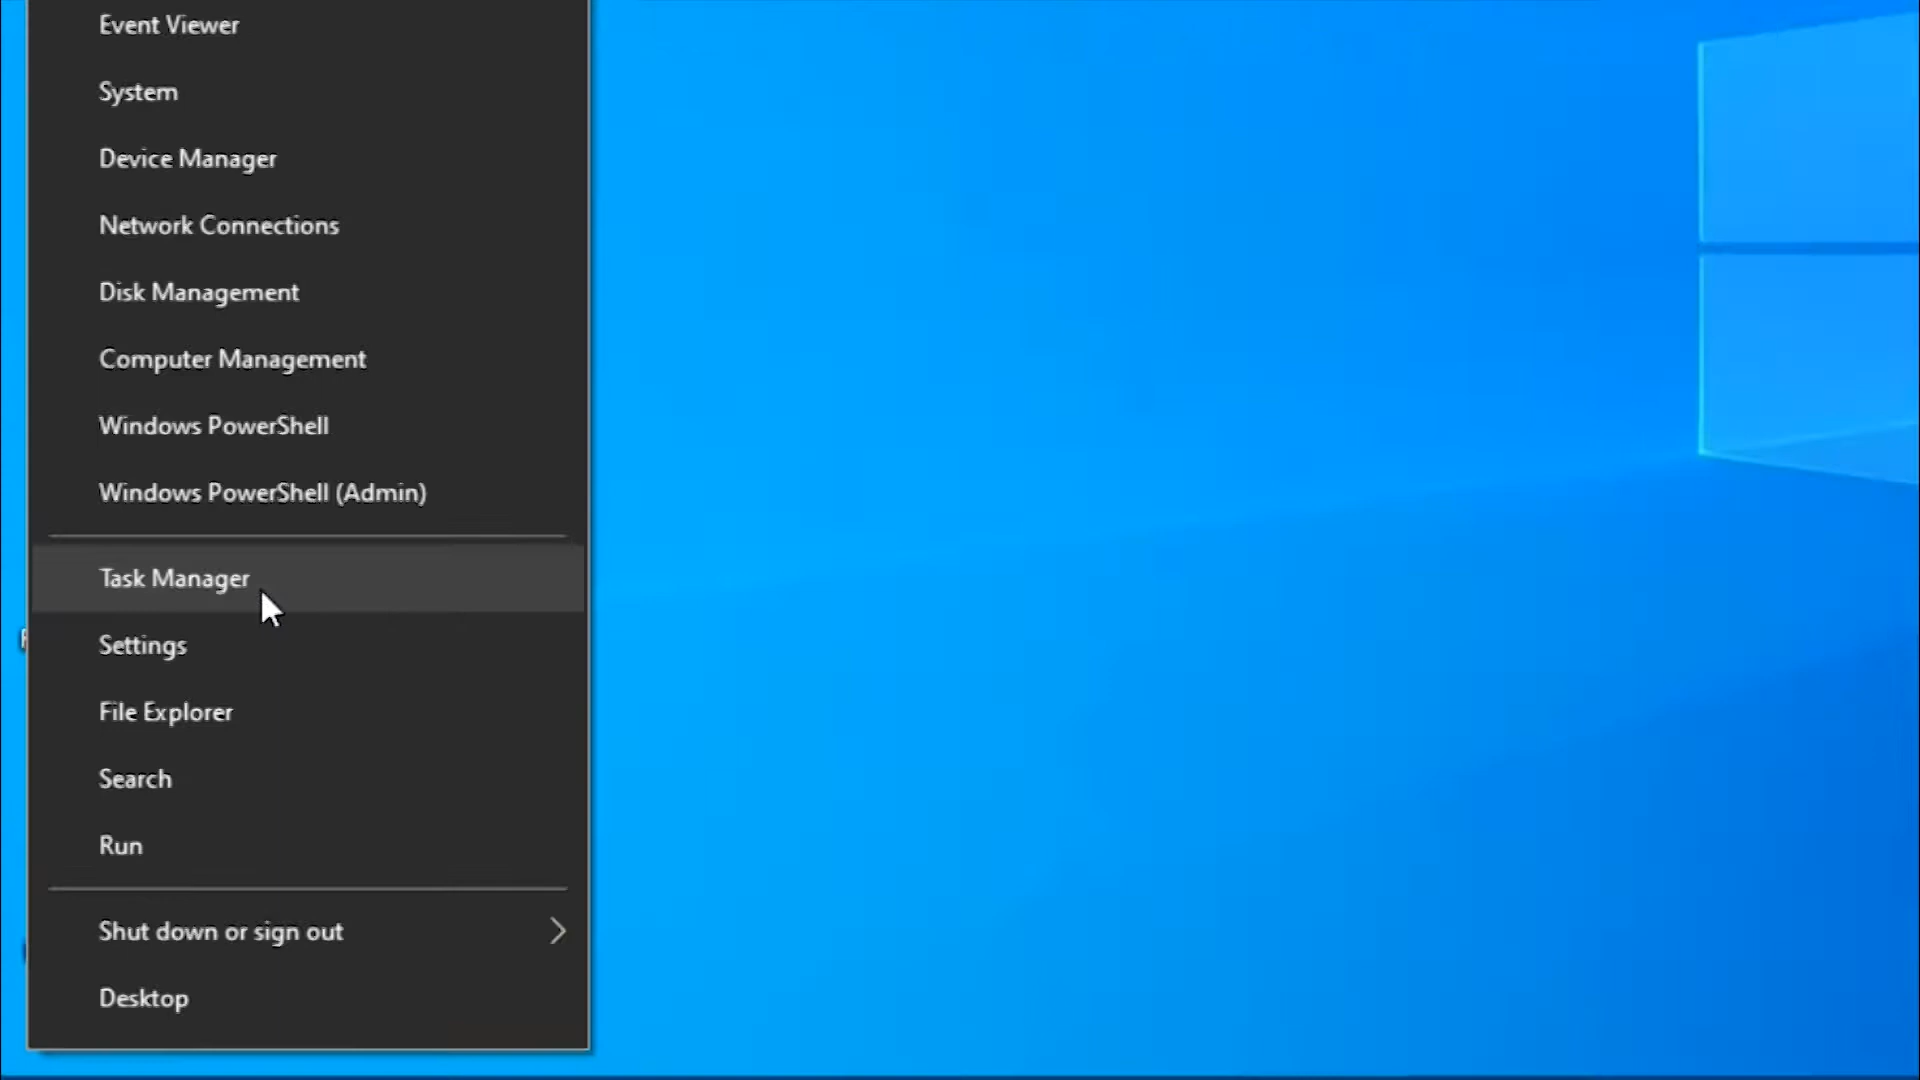 Event Viewer
System
Device Manager
Network Connections
Disk Management
Computer Management
Windows PowerShell
Windows PowerShell (Admin)
Task Manager
Settings
File Explorer
Search
Run
Shut down or sign out
Desktop